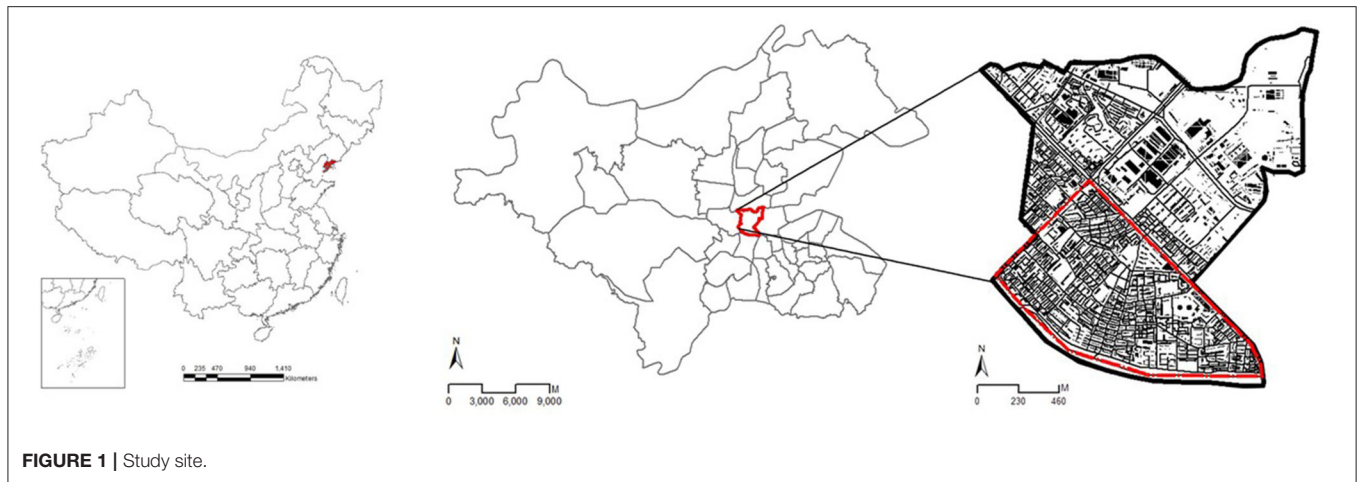 0 235 470 940 1,410
Kilometers
N
M
0 3,000 6,000 9,000
N
M
0 230 460
FIGURE 1 | Study site.